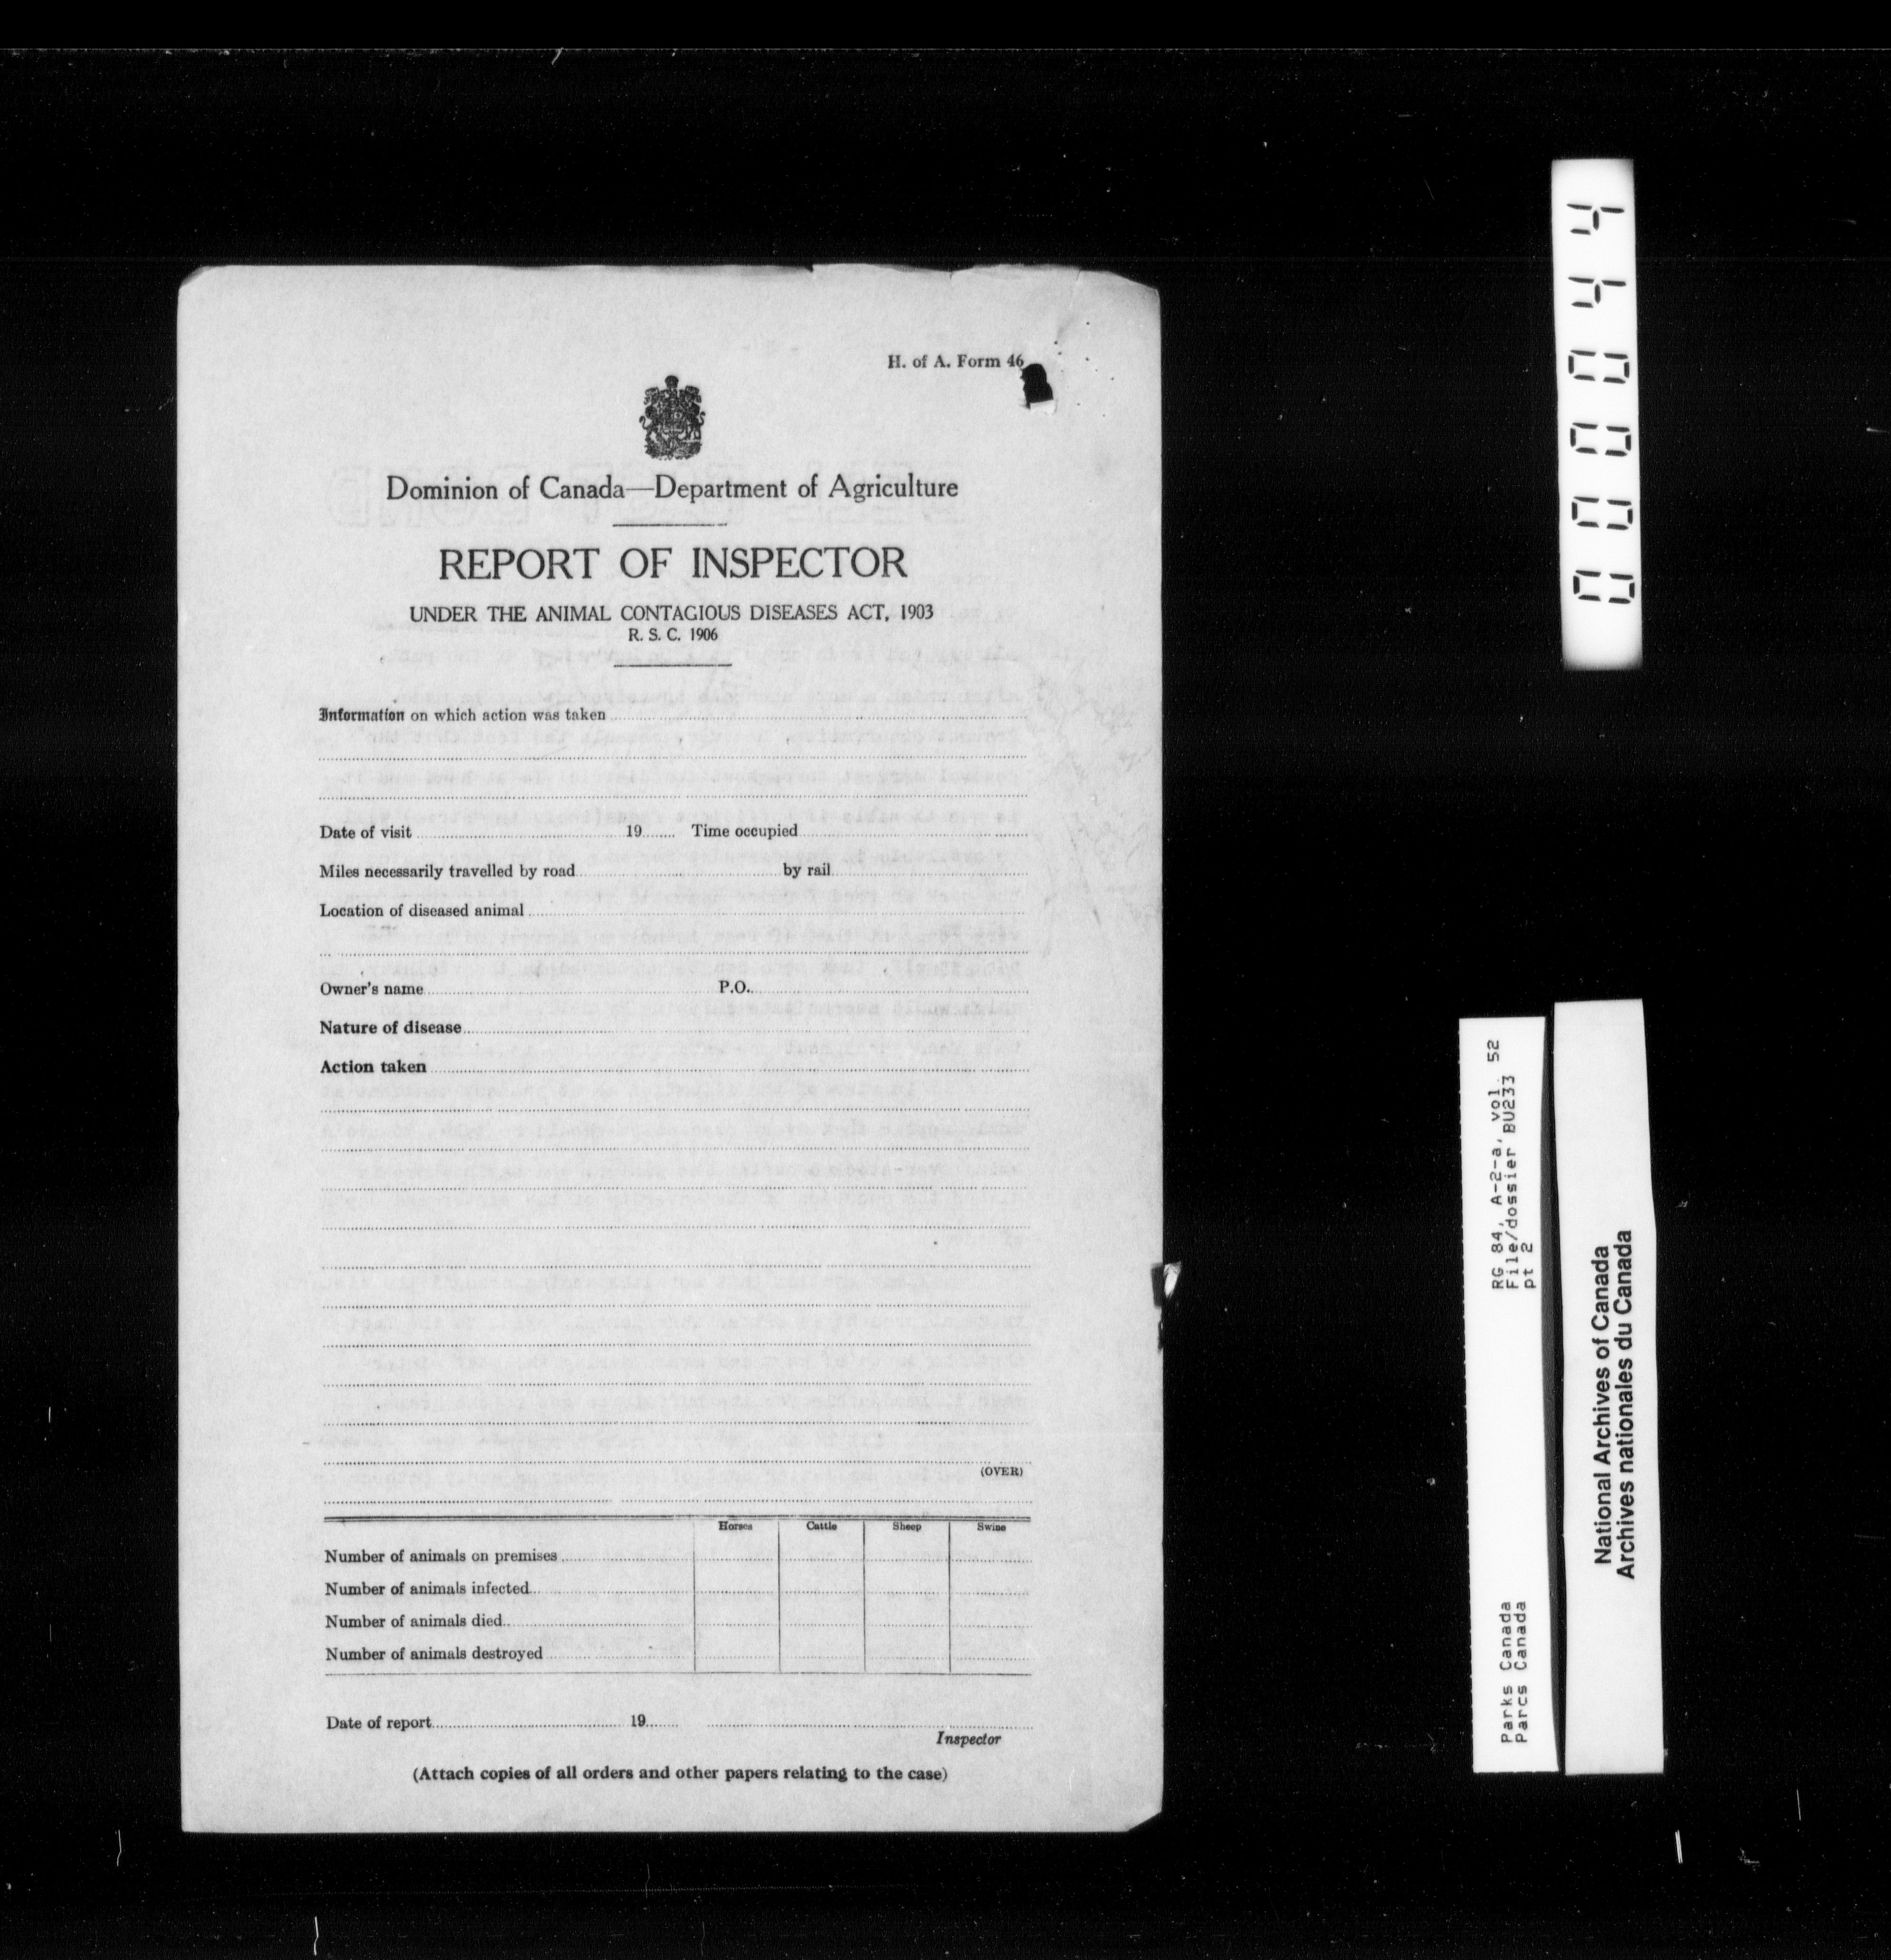 H. of A. Form 46
Dominion of Canada—Department of Agriculture
REPORT OF INSPECTOR
UNDER THE ANIMAL CONTAGIOUS DISEASES ACT, 1903
R. S. C. 1906
Information on which action was taken
Date of visit 19 Time occupied
Miles necessarily travelled by road by rail
Location of diseased animal
Owner's name P.O.
Nature of disease
Action taken
(OVER)
Horses Cattle Sheep Swine
Number of animals on premises
Number of animals infected
Number of animals died
Number of animals destroyed
Date of report 19
Inspector
(Attach copies of all orders and other papers relating to the case)
000044
RG 84, A-2-a, vol. 52
File/dossier BU233
pt 2
Parks Canada
Parcs Canada
National Archives of Canada
Archives nationales du Canada